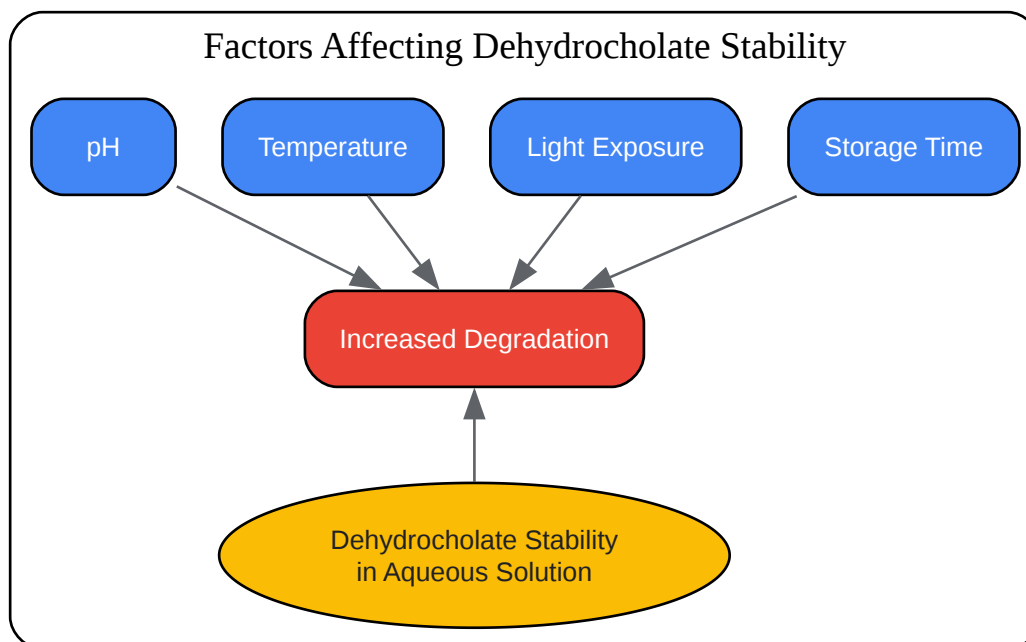 Factors Affecting Dehydrocholate Stability
pH
Temperature
Light Exposure
Storage Time
Increased Degradation
Dehydrocholate Stability
in Aqueous Solution